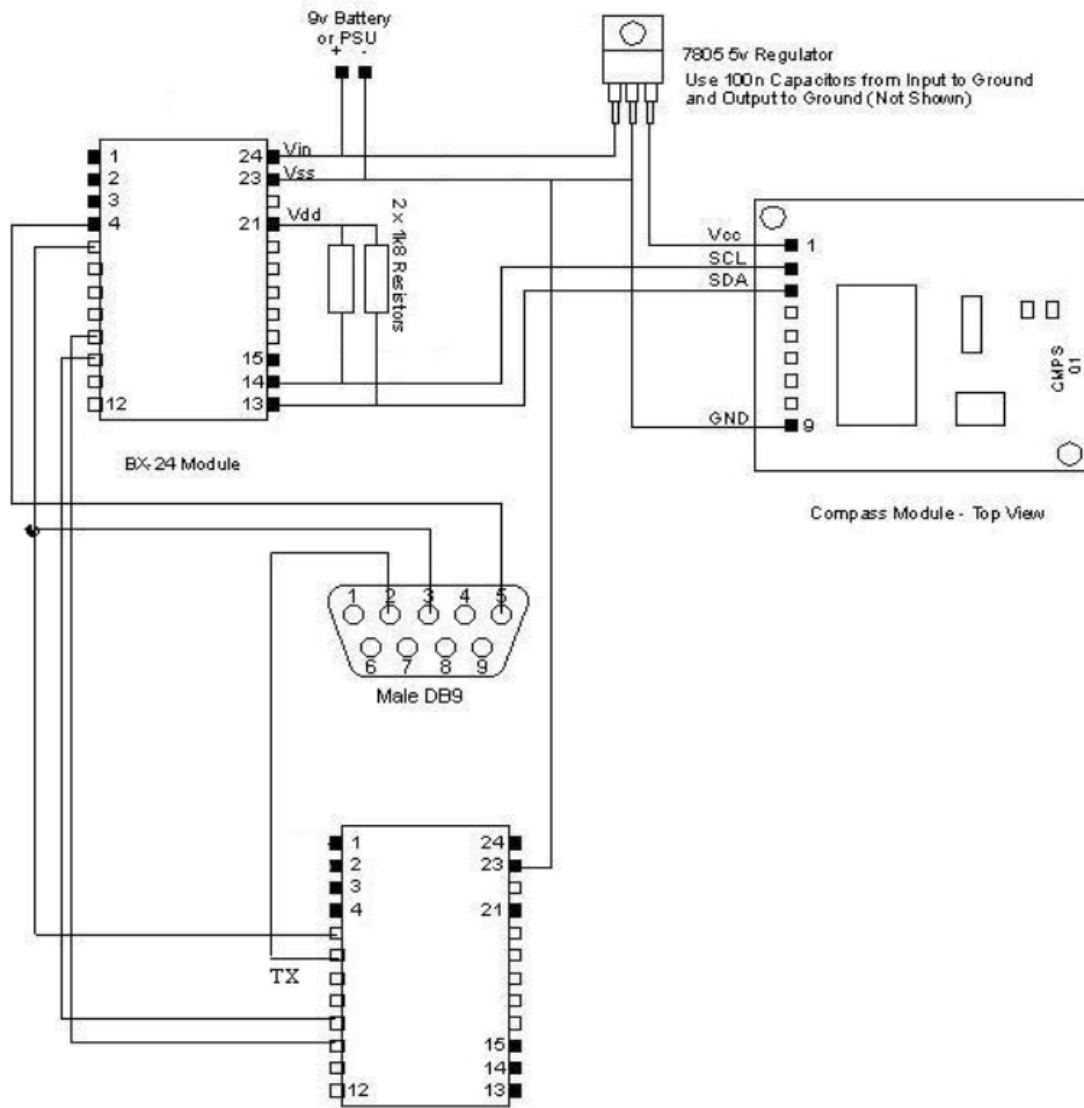 9v Battery
or PSU
+ -
7805 5v Regulator
Use 100n Capacitors from Input to Ground
and Output to Ground (Not Shown)
1
2
3
4
12
24
23
21
15
14
13
Vin
Vss
Vdd
2 x 1k8 Resistors
BX-24 Module
Vcc
SCL
SDA
GND
1
9
CMPS
01
Compass Module - Top View
1 2 3 4 5
6 7 8 9
Male DB9
TX
1
2
3
4
12
24
23
21
15
14
13